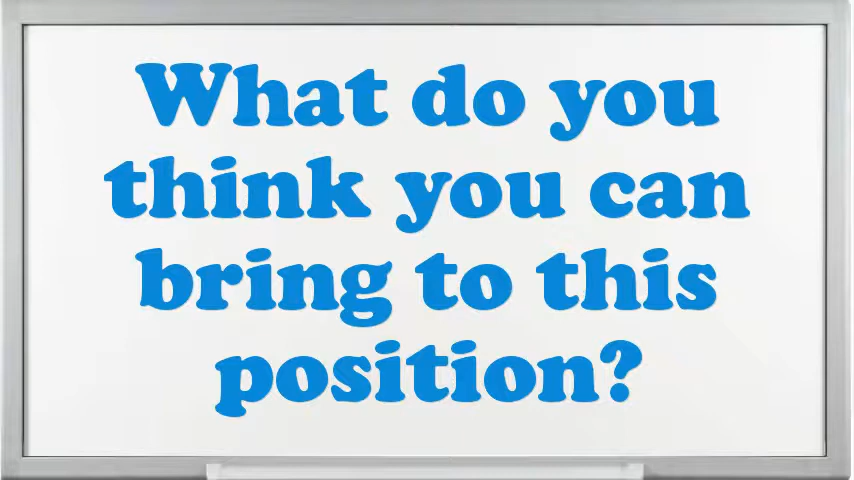 What do you
think you can
bring to this
position?